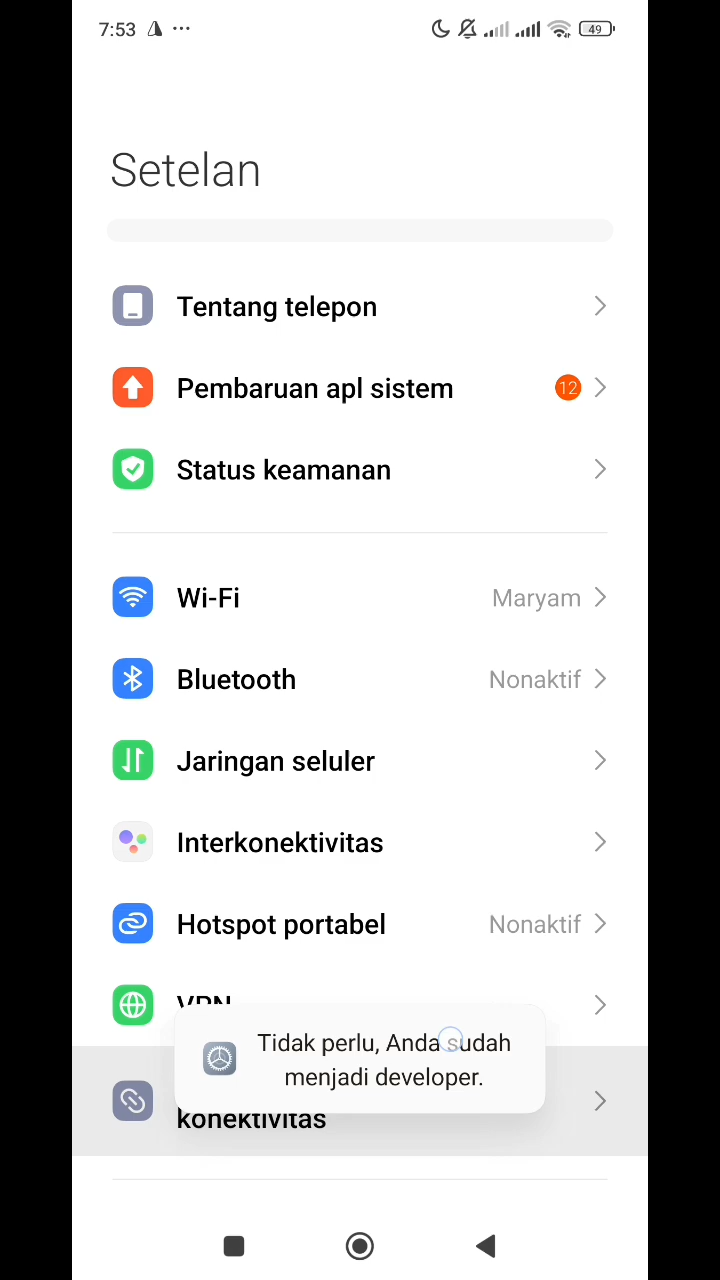 7:53
49
Setelan
Tentang telepon
Pembaruan apl sistem 12
Status keamanan
Wi-Fi Maryam
Bluetooth Nonaktif
Jaringan seluler
Interkonektivitas
Hotspot portabel Nonaktif
VPN
Tidak perlu, Anda sudah
menjadi developer.
konektivitas